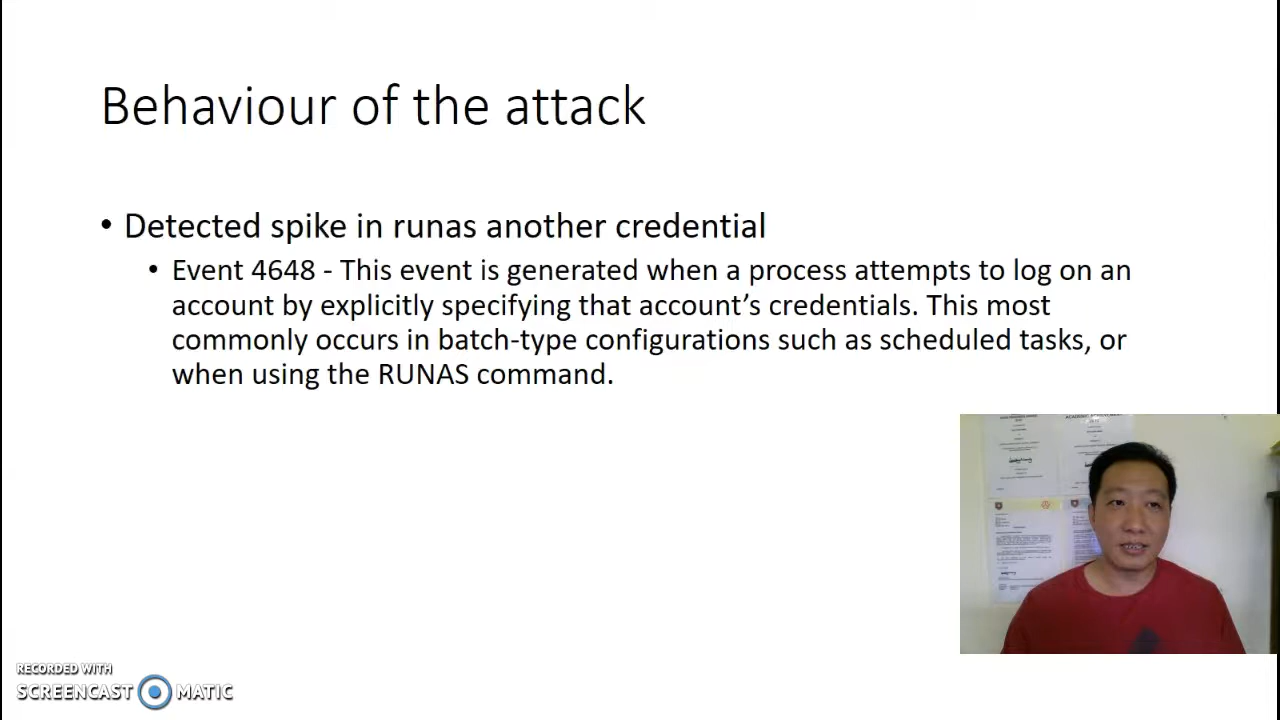 Behaviour of the attack
• Detected spike in runas another credential
• Event 4648 - This event is generated when a process attempts to log on an
account by explicitly specifying that account’s credentials. This most
commonly occurs in batch-type configurations such as scheduled tasks, or
when using the RUNAS command.
RECORDED WITH
SCREENCAST MATIC